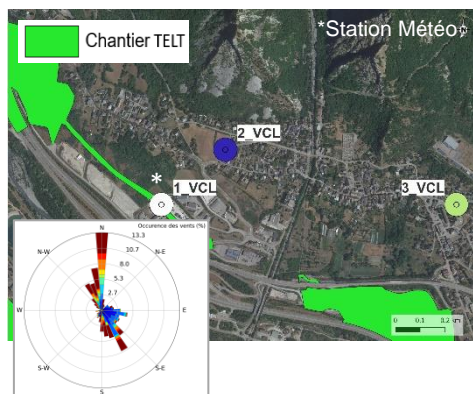 Chantier TELT
*Station Météo
2_VCL
*
1_VCL
3_VCL
Occurence des vents (%)
N
13.3
10.7
8.0
5.3
2.7
N-W
N-E
W
E
S-W
S-E
S
0 0.1 0.2 km